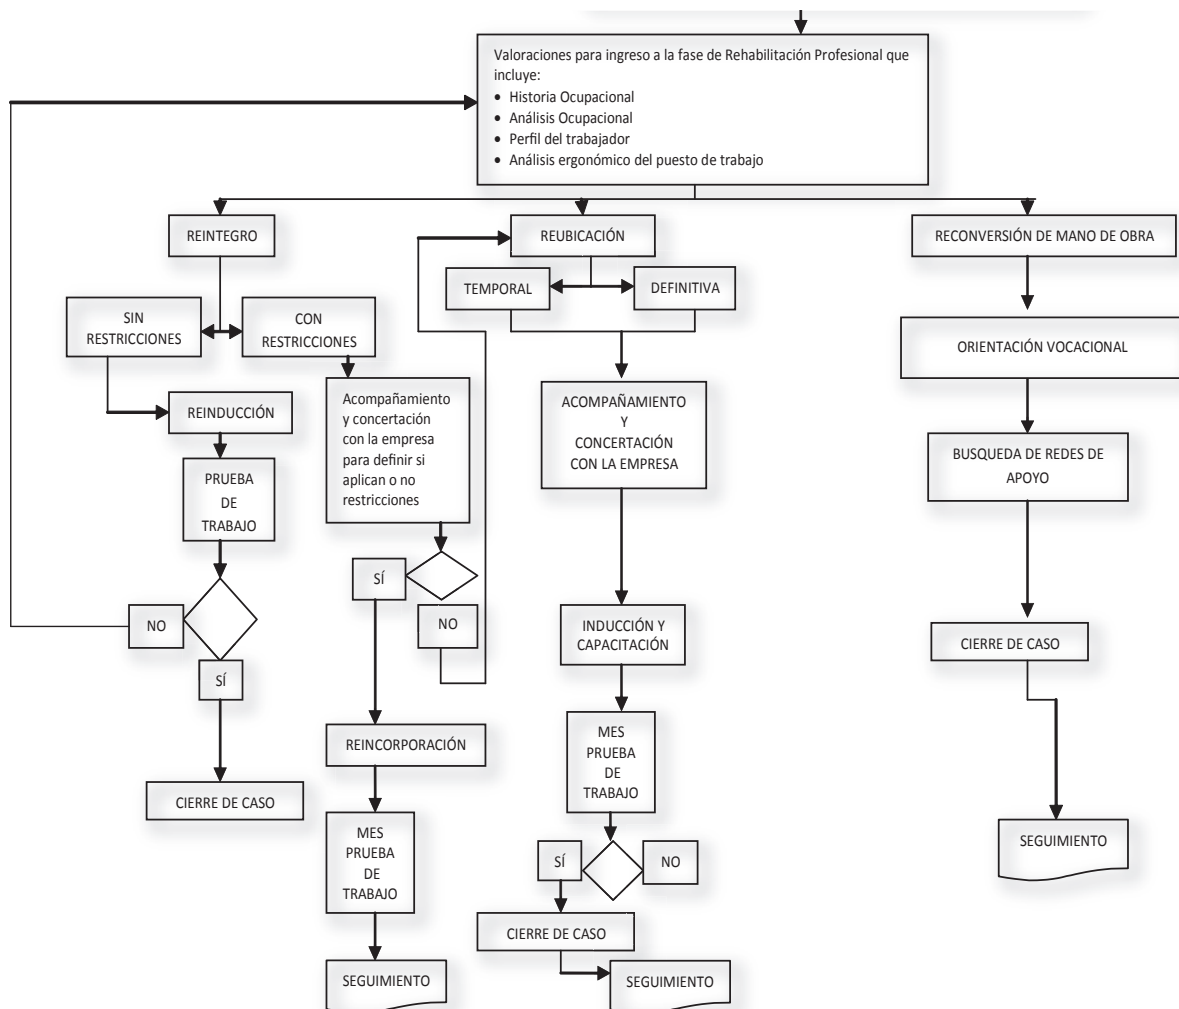 Valoraciones para ingreso a la fase de Rehabilitación Profesional que
incluye:
• Historia Ocupacional
• Análisis Ocupacional
• Perfil del trabajador
• Análisis ergonómico del puesto de trabajo
REINTEGRO
REUBICACIÓN
RECONVERSIÓN DE MANO DE OBRA
TEMPORAL
DEFINITIVA
SIN
RESTRICCIONES
CON
RESTRICCIONES
ORIENTACIÓN VOCACIONAL
Acompañamiento
y concertación
con la empresa
para definir si
aplican o no
restricciones
REINDUCCIÓN
ACOMPAÑAMIENTO
Y
CONCERTACIÓN
CON LA EMPRESA
BUSQUEDA DE REDES DE
APOYO
PRUEBA
DE
TRABAJO
SÍ
NO
NO
SÍ
INDUCCIÓN Y
CAPACITACIÓN
CIERRE DE CASO
REINCORPORACIÓN
MES
PRUEBA
DE
TRABAJO
CIERRE DE CASO
MES
PRUEBA
DE
TRABAJO
SÍ
NO
SEGUIMIENTO
CIERRE DE CASO
SEGUIMIENTO
SEGUIMIENTO